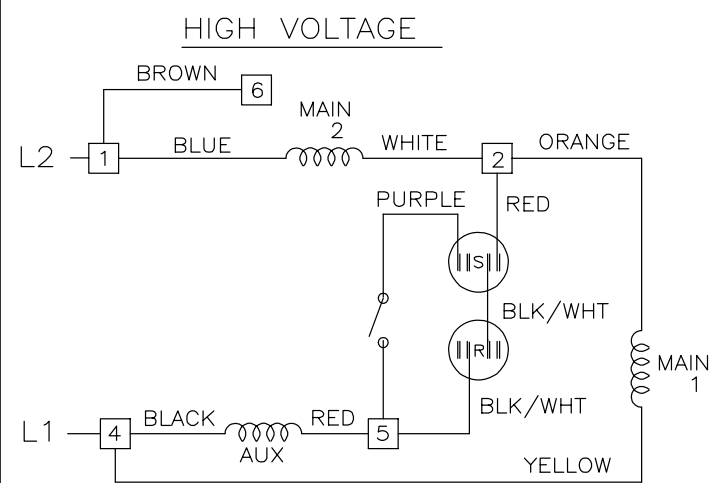 HIGH VOLTAGE
BROWN
6
MAIN
2
L2
1
BLUE
WHITE
2
ORANGE
PURPLE
RED
S
BLK/WHT
R
MAIN
1
BLK/WHT
L1
4
BLACK
RED
5
AUX
YELLOW